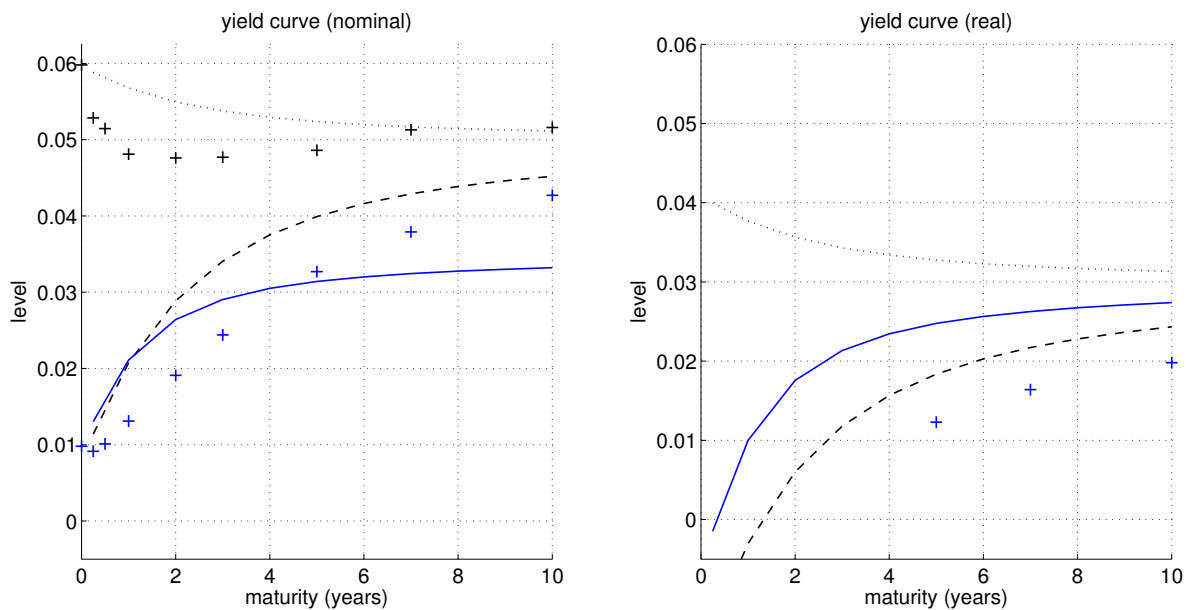 yield curve (nominal)
0.06
0.05
0.04
0.03
0.02
0.01
0
level
0 2 4 6 8 10
maturity (years)
yield curve (real)
0.06
0.05
0.04
0.03
0.02
0.01
0
level
0 2 4 6 8 10
maturity (years)